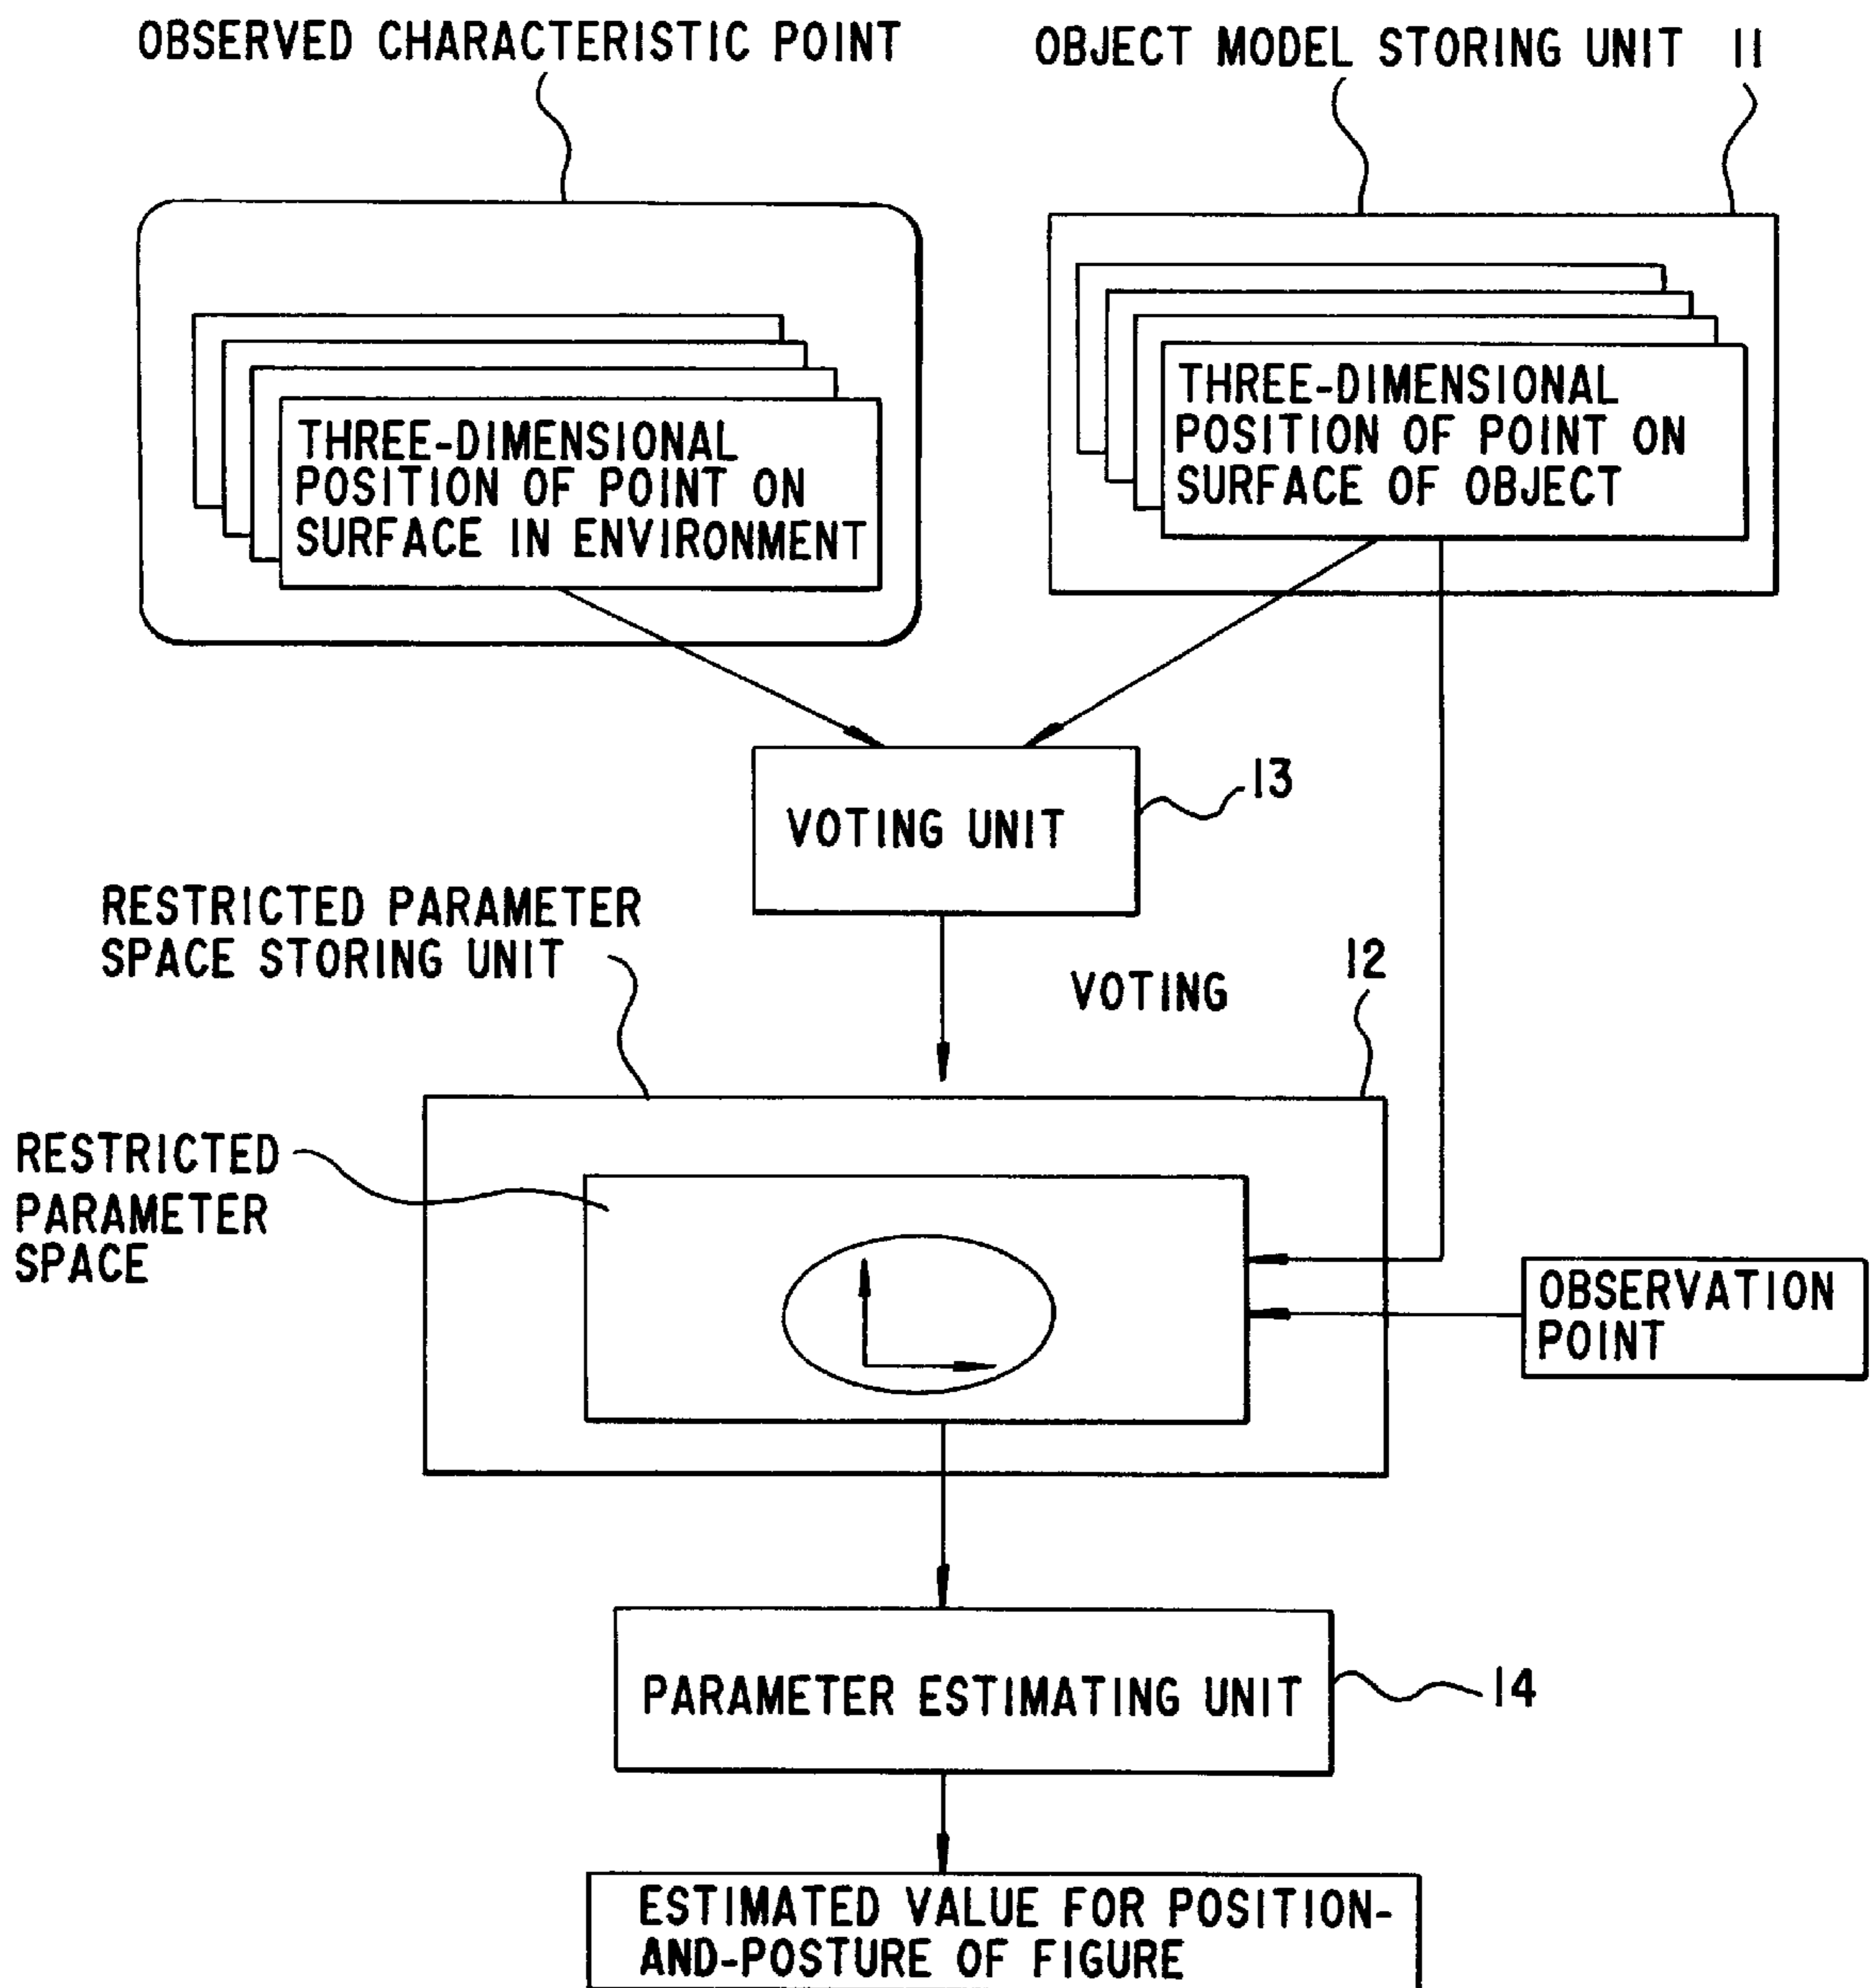 OBSERVED CHARACTERISTIC POINT
OBJECT MODEL STORING UNIT 11
THREE-DIMENSIONAL
POSITION OF POINT ON
SURFACE IN ENVIRONMENT
THREE-DIMENSIONAL
POSITION OF POINT ON
SURFACE OF OBJECT
VOTING UNIT
13
RESTRICTED PARAMETER
SPACE STORING UNIT
VOTING
12
RESTRICTED
PARAMETER
SPACE
OBSERVATION
POINT
PARAMETER ESTIMATING UNIT
14
ESTIMATED VALUE FOR POSITION-
AND-POSTURE OF FIGURE